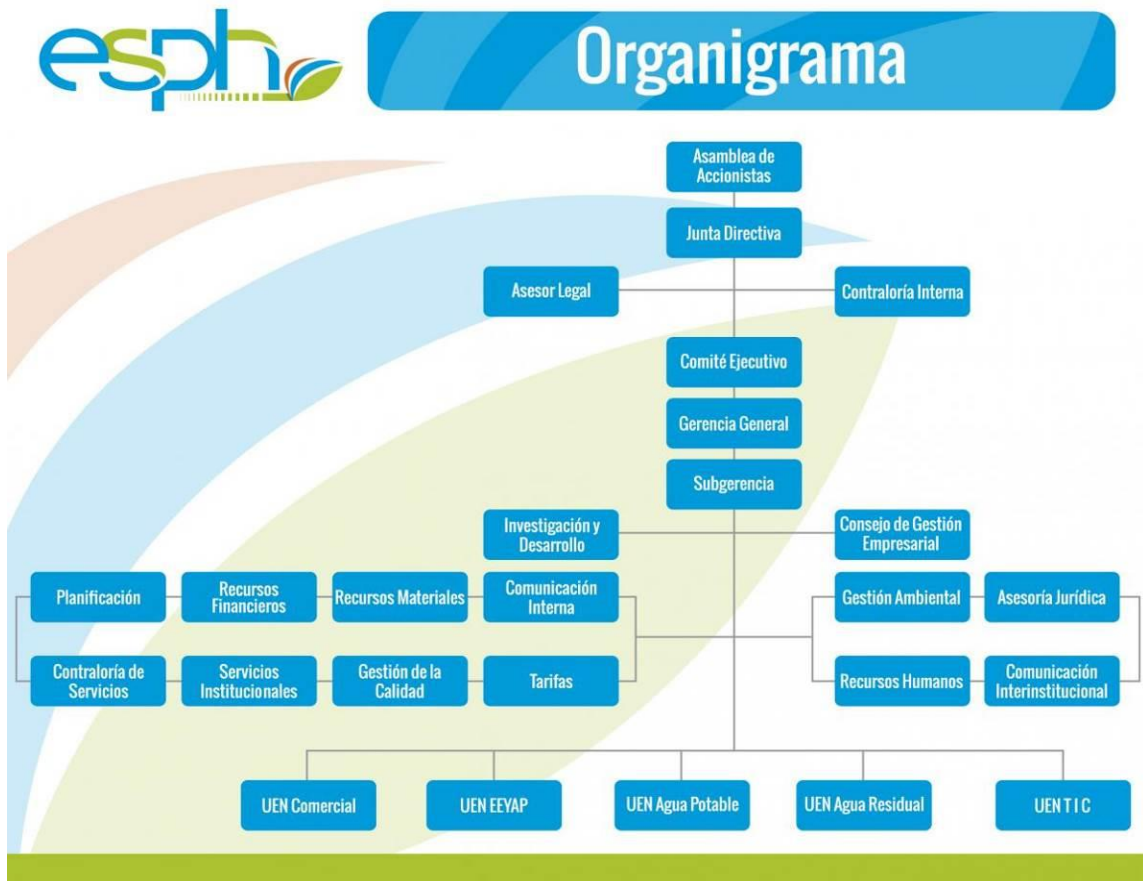 esph
Organigrama
Asamblea de
Accionistas
Junta Directiva
Asesor Legal
Contraloría Interna
Comité Ejecutivo
Gerencia General
Subgerencia
Investigación y
Desarrollo
Consejo de Gestión
Empresarial
Planificación
Recursos
Financieros
Recursos Materiales
Comunicación
Interna
Gestión Ambiental
Asesoría Jurídica
Contraloría de
Servicios
Servicios
Institucionales
Gestión de la
Calidad
Tarifas
Recursos Humanos
Comunicación
Interinstitucional
UEN Comercial
UEN EEYAP
UEN Agua Potable
UEN Agua Residual
UEN T I C